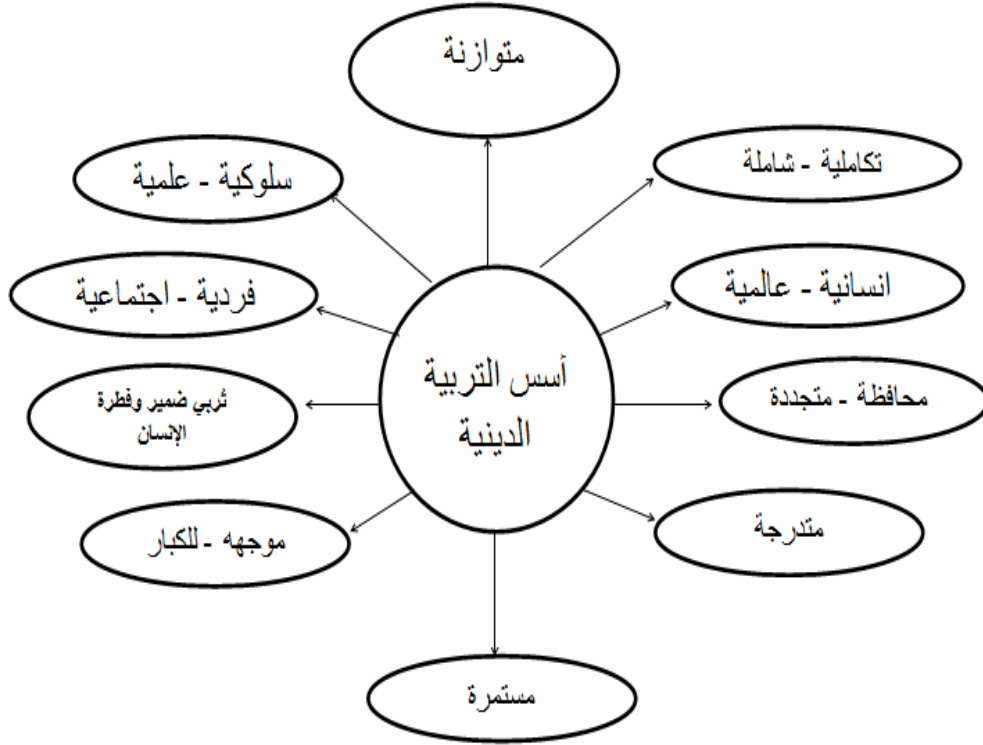 متوازنة
تكاملية - شاملة
سلوكية - علمية
انسانية - عالمية
فردية - اجتماعية
أسس التربية
الدينية
محافظة - متجددة
تربي ضمير وفطرة
الإنسان
متدرجة
موجهه - للكبار
مستمرة